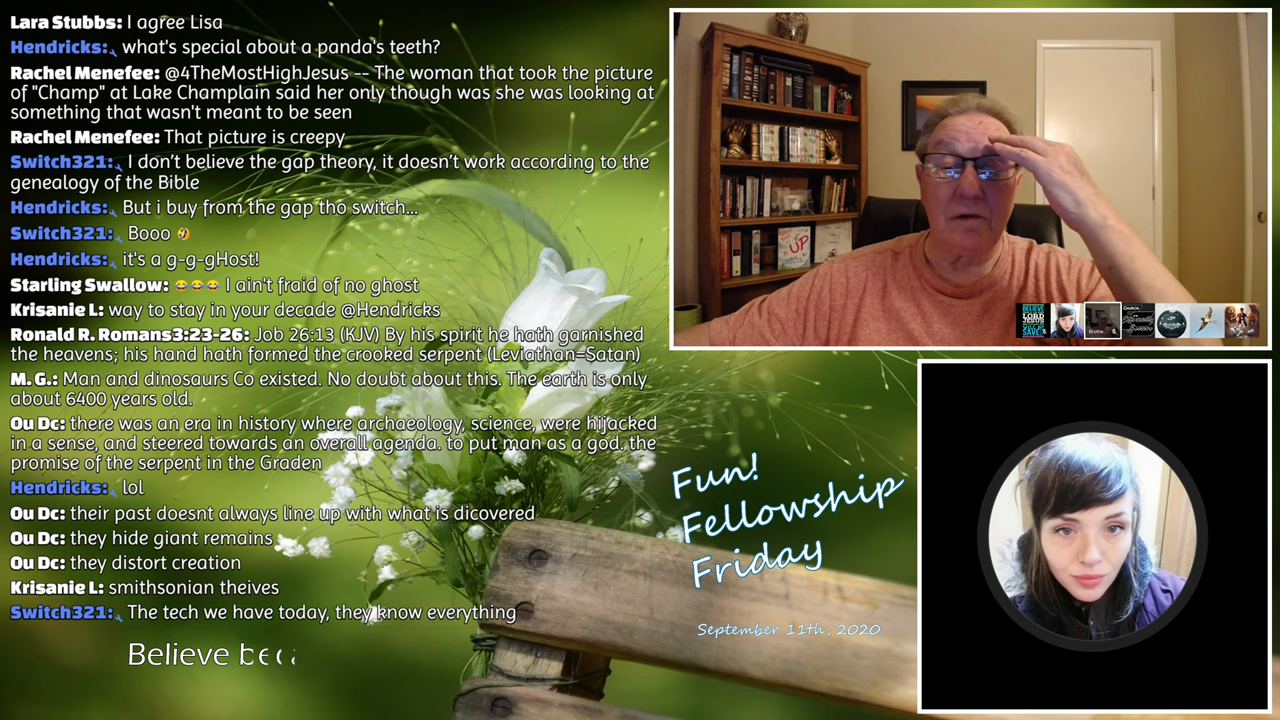 Lara Stubbs: I agree Lisa
Hendricks: what's special about a panda's teeth?
Rachel Menefee: @4TheMostHighJesus -- The woman that took the picture
of "Champ" at Lake Champlain said her only though was she was looking at
something that wasn't meant to be seen
Rachel Menefee: That picture is creepy
Switch321: I don't believe the gap theory, it doesn't work according to the
genealogy of the Bible
Hendricks: But i buy from the gap tho switch...
Switch321: Booo 🤣
Hendricks: it's a g-g-gHost!
Starling Swallow: 😂😂😂 I ain't fraid of no ghost
Krisanie L: way to stay in your decade @Hendricks
Ronald R. Romans3:23-26: Job 26:13 (KJV) By his spirit he hath garnished
the heavens; his hand hath formed the crooked serpent (Leviathan=Satan)
M. G.: Man and dinosaurs Co existed. No doubt about this. The earth is only
about 6400 years old.
Ou Dc: there was an era in history where archaeology, science, were hijacked
in a sense, and steered towards an overall agenda. to put man as a god. the
promise of the serpent in the Graden
Hendricks: lol
Ou Dc: their past doesnt always line up with what is dicovered
Ou Dc: they hide giant remains
Ou Dc: they distort creation
Krisanie L: smithsonian theives
Switch321: The tech we have today, they know everything
Believe
Fun!
Fellowship
Friday
September 11th, 2020
UP
BELIEVE
LORD
JESUS
SAVE
Brothe...
CHURCH